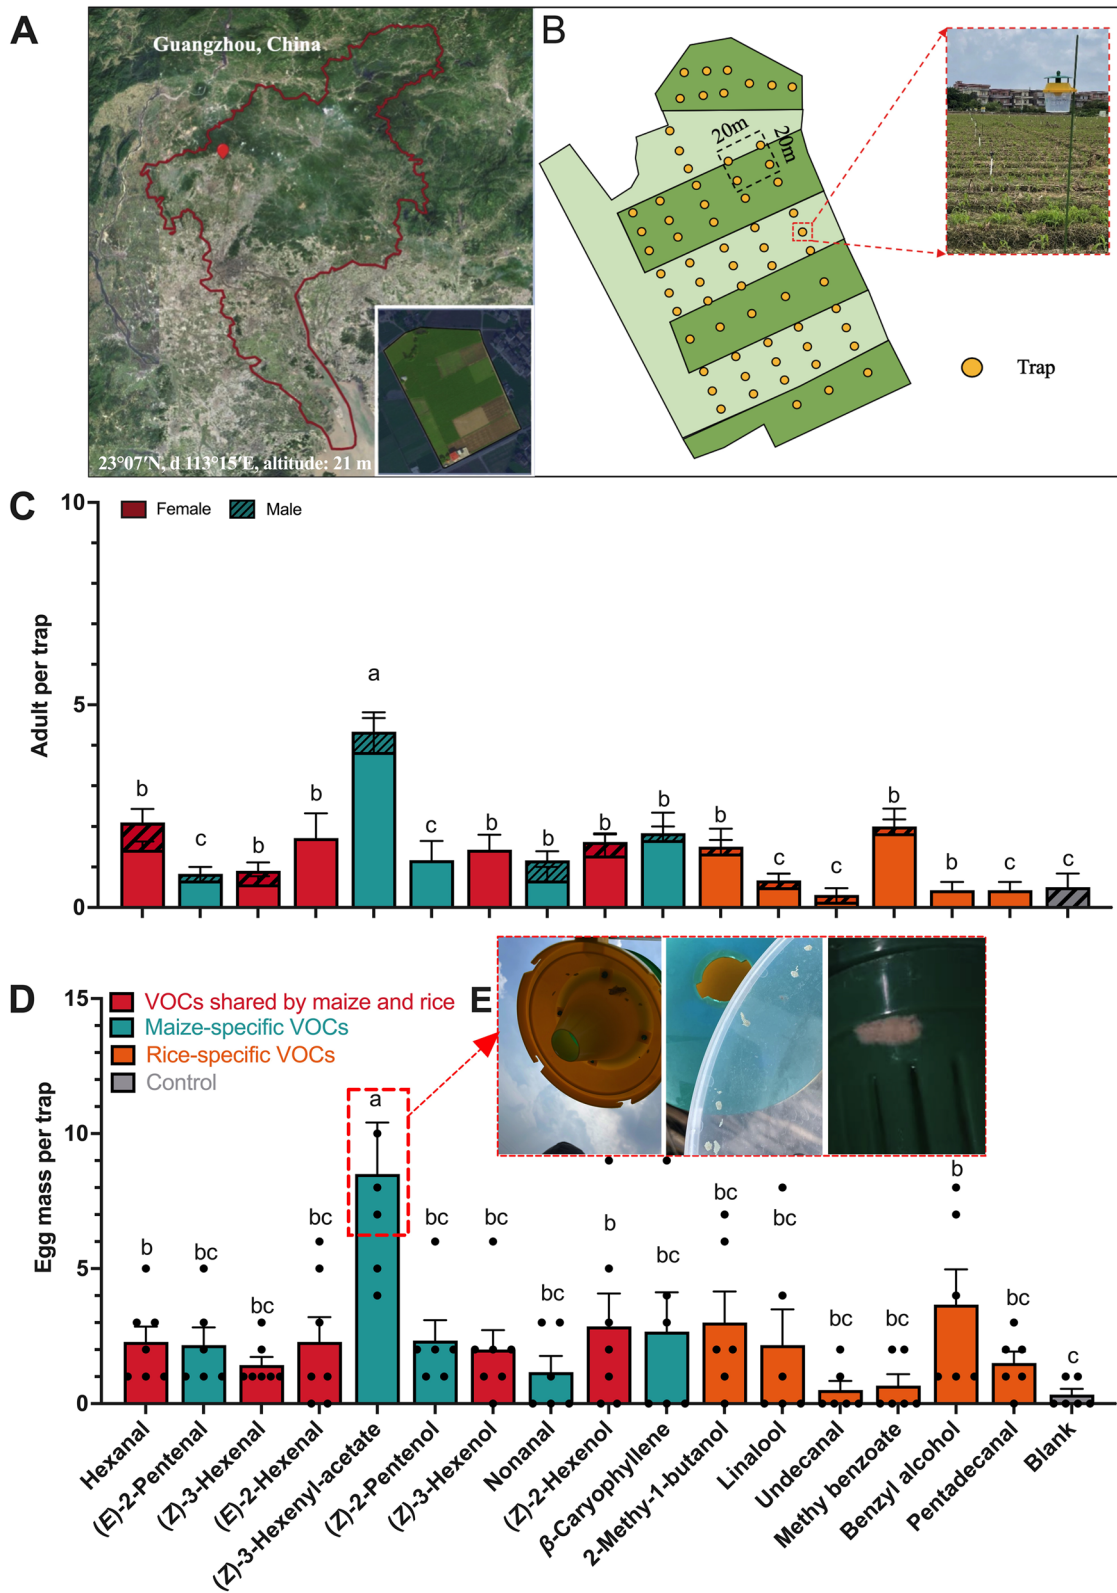 A
Guangzhou, China
23°07′N, d 113°15′E, altitude: 21 m
B
20m
20m
Trap
C
Adult per trap
10
5
0
Female
Male
b
c
b
b
a
c
b
b
b
b
b
c
c
b
b
c
c
D
E
Egg mass per trap
15
10
5
0
VOCs shared by maize and rice
Maize-specific VOCs
Rice-specific VOCs
Control
b
bc
bc
bc
a
bc
bc
bc
b
bc
bc
bc
bc
bc
b
bc
c
Hexanal
(E)-2-Pentenal
(Z)-3-Hexenal
(E)-2-Hexenal
(Z)-3-Hexenyl-acetate
(Z)-2-Pentenol
(Z)-3-Hexenol
Nonanal
(Z)-2-Hexenol
β-Caryophyllene
2-Methy-1-butanol
Linalool
Undecanal
Methy benzoate
Benzyl alcohol
Pentadecanal
Blank